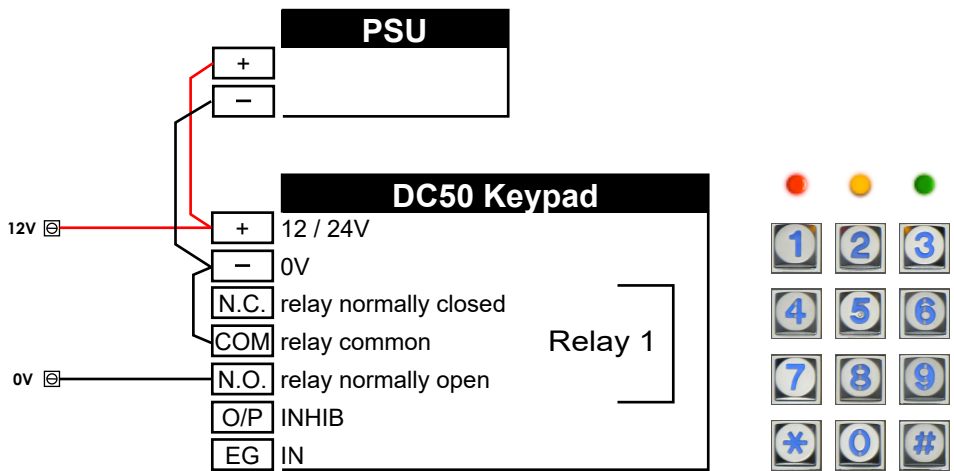 PSU
+
−
DC50 Keypad
12V + 12 / 24V
− 0V
N.C. relay normally closed
COM relay common
Relay 1
0V N.O. relay normally open
O/P INHIB
EG IN
1 2 3
4 5 6
7 8 9
* 0 #